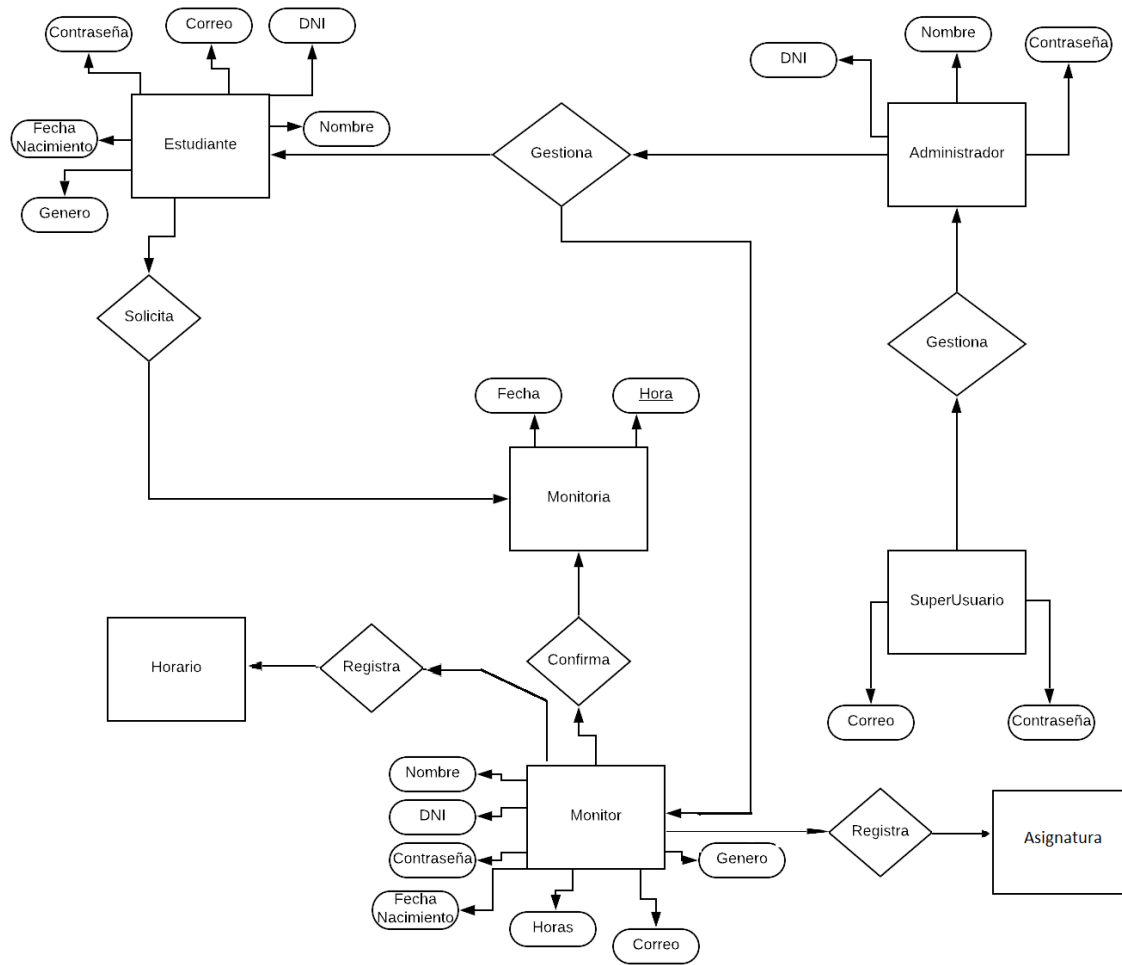 Contraseña
Correo
DNI
Nombre
Contraseña
DNI
Fecha
Nacimiento
Estudiante
Nombre
Gestiona
Administrador
Genero
Solicita
Gestiona
Fecha
Hora
Monitoria
SuperUsuario
Horario
Registra
Confirma
Correo
Contraseña
Nombre
DNI
Monitor
Contraseña
Genero
Registra
Asignatura
Fecha
Nacimiento
Horas
Correo